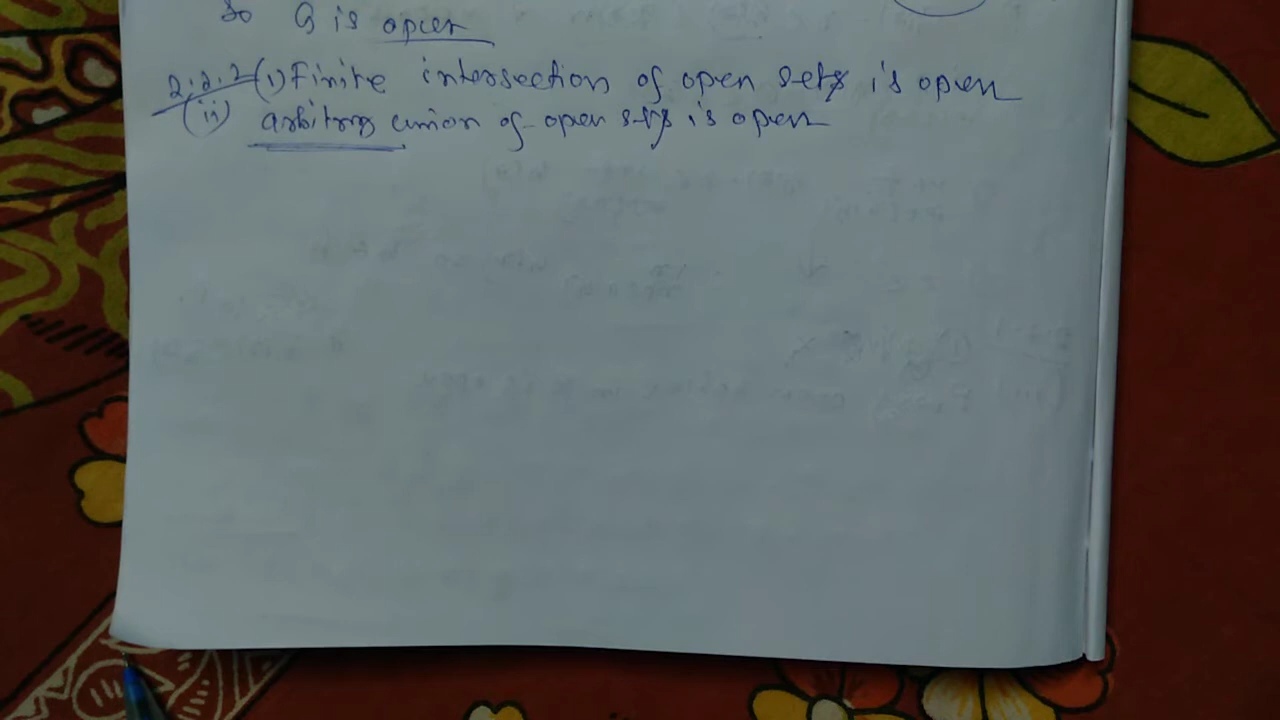 So G is open
2.2.2 (i) Finite intersection of open sets is open
(ii) arbitrary union of open sets is open